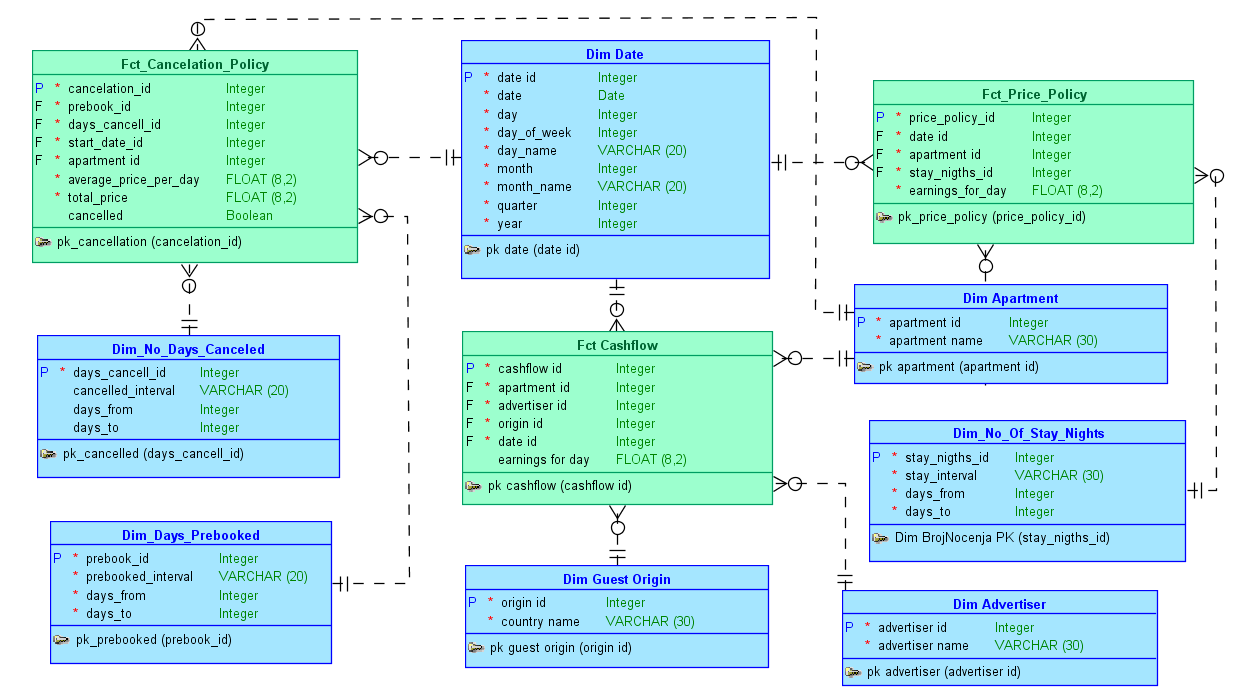 Fct_Cancelation_Policy
P * cancelation_id Integer
F * prebook_id Integer
F * days_cancell_id Integer
F * start_date_id Integer
F * apartment id Integer
* average_price_per_day FLOAT (8,2)
* total_price FLOAT (8,2)
cancelled Boolean
pk_cancellation (cancelation_id)
Dim Date
P * date id Integer
* date Date
* day Integer
* day_of_week Integer
* day_name VARCHAR (20)
* month Integer
* month_name VARCHAR (20)
* quarter Integer
* year Integer
pk date (date id)
Fct_Price_Policy
P * price_policy_id Integer
F * date id Integer
F * apartment id Integer
F * stay_nigths_id Integer
* earnings_for_day FLOAT (8,2)
pk_price_policy (price_policy_id)
Dim Apartment
P * apartment id Integer
* apartment name VARCHAR (30)
pk apartment (apartment id)
Dim_No_Days_Canceled
P * days_cancell_id Integer
cancelled_interval VARCHAR (20)
days_from Integer
days_to Integer
pk_cancelled (days_cancell_id)
Fct Cashflow
P * cashflow id Integer
F * apartment id Integer
F * advertiser id Integer
F * origin id Integer
F * date id Integer
earnings for day FLOAT (8,2)
pk cashflow (cashflow id)
Dim_No_Of_Stay_Nights
P * stay_nigths_id Integer
* stay_interval VARCHAR (30)
* days_from Integer
* days_to Integer
Dim BrojNocenja PK (stay_nigths_id)
Dim_Days_Prebooked
P * prebook_id Integer
* prebooked_interval VARCHAR (20)
* days_from Integer
* days_to Integer
pk_prebooked (prebook_id)
Dim Guest Origin
P * origin id Integer
* country name VARCHAR (30)
pk guest origin (origin id)
Dim Advertiser
P * advertiser id Integer
* advertiser name VARCHAR (30)
pk advertiser (advertiser id)